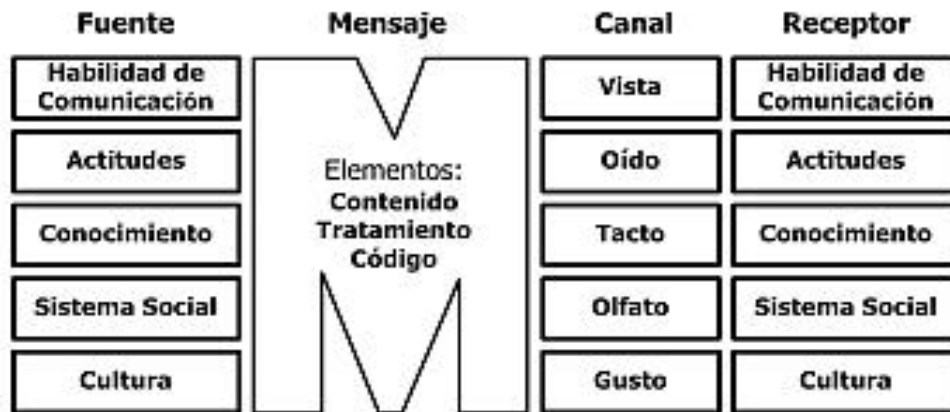 Fuente
Mensaje
Canal
Receptor
Habilidad de
Comunicación
Actitudes
Conocimiento
Sistema Social
Cultura
Elementos:
Contenido
Tratamiento
Código
Vista
Oído
Tacto
Olfato
Gusto
Habilidad de
Comunicación
Actitudes
Conocimiento
Sistema Social
Cultura